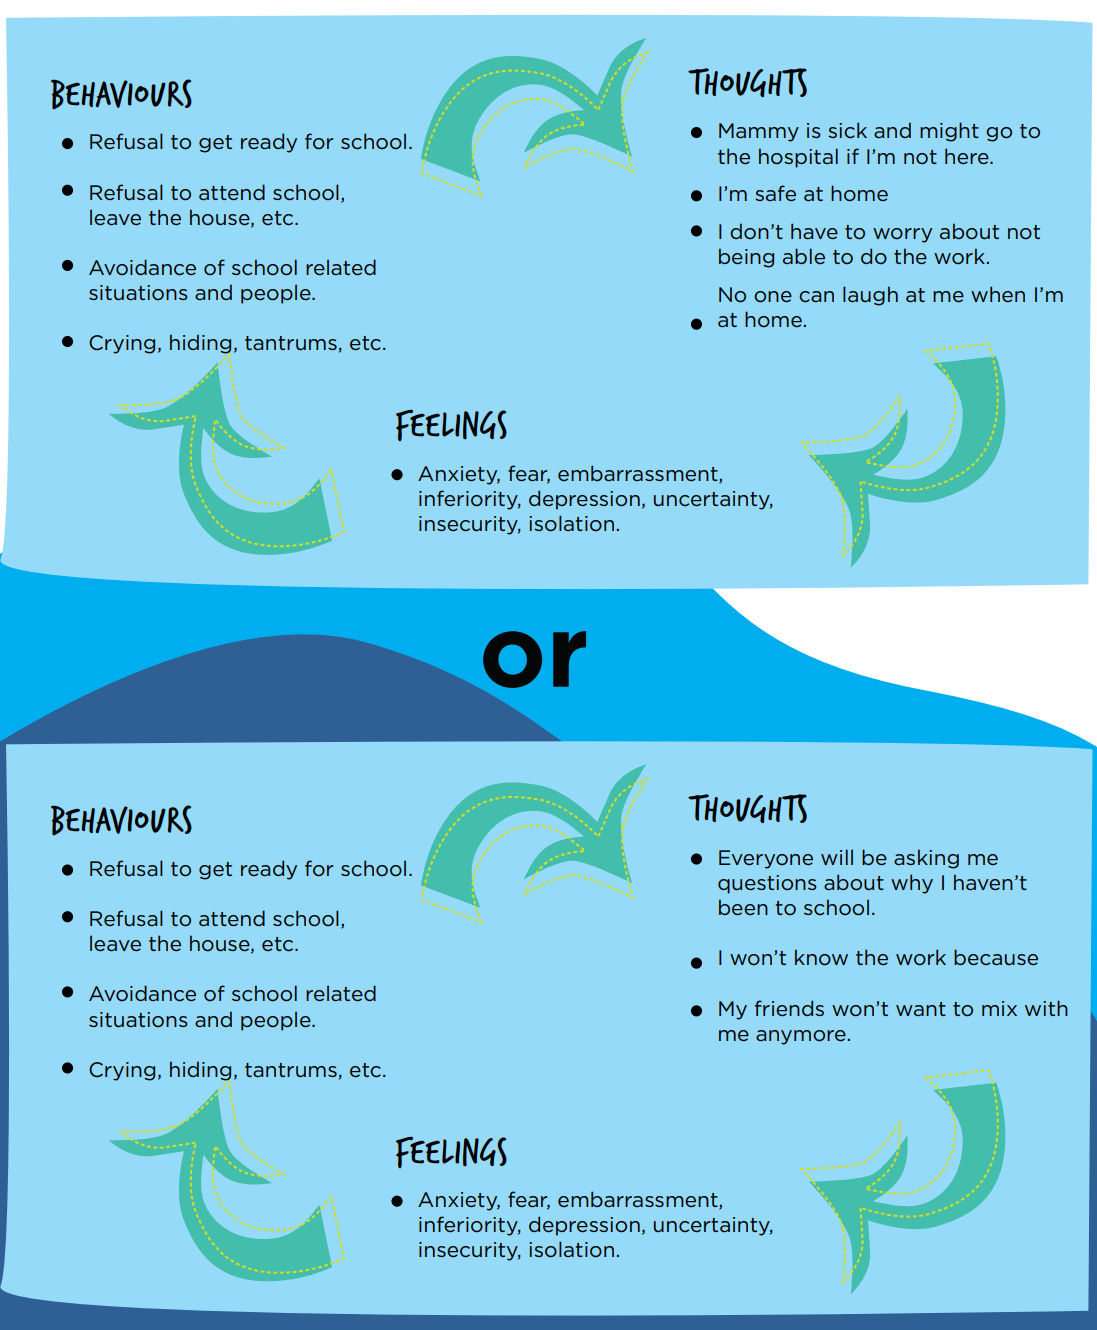 BEHAVIOURS
• Refusal to get ready for school.
• Refusal to attend school,
leave the house, etc.
• Avoidance of school related
situations and people.
• Crying, hiding, tantrums, etc.
THOUGHTS
• Mammy is sick and might go to
the hospital if I’m not here.
• I’m safe at home
• I don’t have to worry about not
being able to do the work.
No one can laugh at me when I’m
• at home.
FEELINGS
• Anxiety, fear, embarrassment,
inferiority, depression, uncertainty,
insecurity, isolation.
or
BEHAVIOURS
• Refusal to get ready for school.
• Refusal to attend school,
leave the house, etc.
• Avoidance of school related
situations and people.
• Crying, hiding, tantrums, etc.
THOUGHTS
• Everyone will be asking me
questions about why I haven’t
been to school.
• I won’t know the work because
• My friends won’t want to mix with
me anymore.
FEELINGS
• Anxiety, fear, embarrassment,
inferiority, depression, uncertainty,
insecurity, isolation.